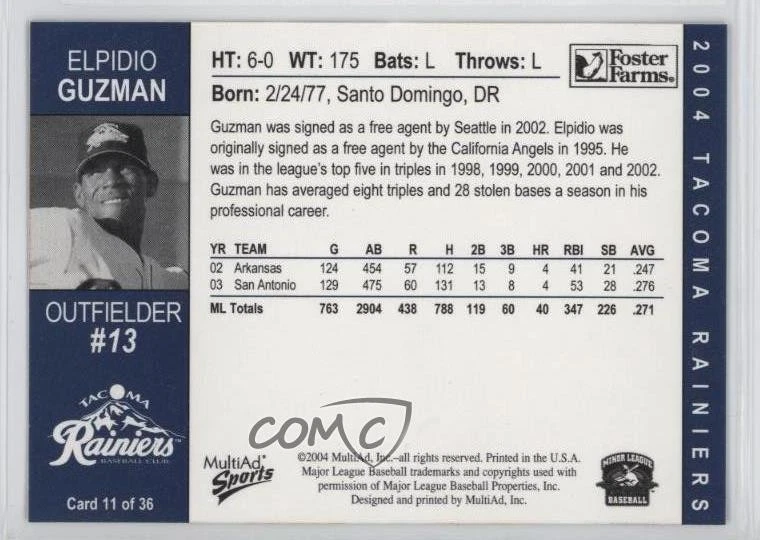 ELPIDIO
GUZMAN
OUTFIELDER
#13
TACOMA
Rainiers™
BASEBALL CLUB
Card 11 of 36
HT: 6-0 WT: 175 Bats: L Throws: L
Born: 2/24/77, Santo Domingo, DR
Foster
Farms®
Guzman was signed as a free agent by Seattle in 2002. Elpidio was
originally signed as a free agent by the California Angels in 1995. He
was in the league's top five in triples in 1998, 1999, 2000, 2001 and 2002.
Guzman has averaged eight triples and 28 stolen bases a season in his
professional career.
YR TEAM G AB R H 2B 3B HR RBI SB AVG
02 Arkansas 124 454 57 112 15 9 4 41 21 .247
03 San Antonio 129 475 60 131 13 8 4 53 28 .276
ML Totals 763 2904 438 788 119 60 40 347 226 .271
COMC
MultiAd®
Sports
©2004 MultiAd, Inc.–all rights reserved. Printed in the U.S.A.
Major League Baseball trademarks and copyrights used with
permission of Major League Baseball Properties, Inc.
Designed and printed by MultiAd, Inc.
MINOR LEAGUE
BASEBALL
2004 TACOMA RAINIERS